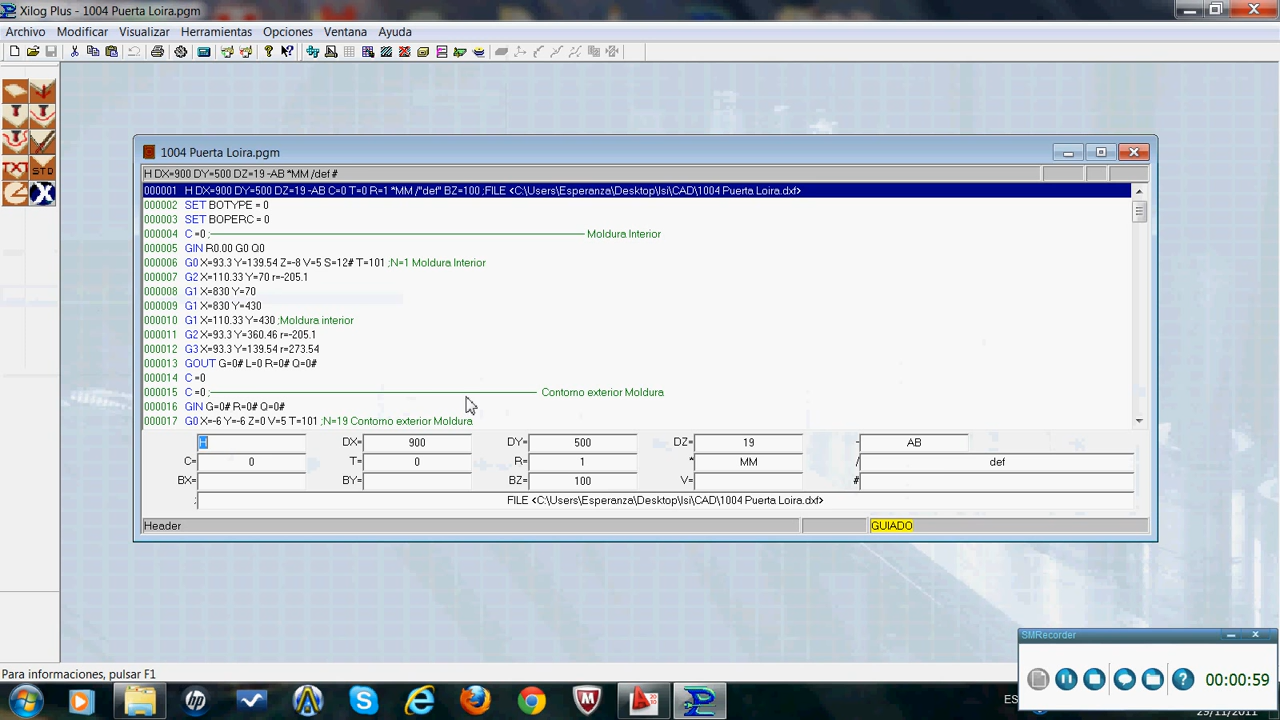 Xilog Plus - 1004 Puerta Loira.pgm
Archivo Modificar Visualizar Herramientas Opciones Ventana Ayuda
TXT STD
1004 Puerta Loira.pgm
H DX=900 DY=500 DZ=19 -AB *MM /def #
000001 H DX=900 DY=500 DZ=19 -AB C=0 T=0 R=1 *MM /"def" BZ=100 ;FILE <C:\Users\Esperanza\Desktop\Isi\CAD\1004 Puerta Loira.dxf>
000002 SET BOTYPE = 0
000003 SET BOPERC = 0
000004 C =0 ;———————————————————————————— Moldura Interior
000005 GIN R0.00 G0 Q0
000006 G0 X=93.3 Y=139.54 Z=-8 V=5 S=12# T=101 ;N=1 Moldura Interior
000007 G2 X=110.33 Y=70 r=-205.1
000008 G1 X=830 Y=70
000009 G1 X=830 Y=430
000010 G1 X=110.33 Y=430 ;Moldura interior
000011 G2 X=93.3 Y=360.46 r=-205.1
000012 G3 X=93.3 Y=139.54 r=273.54
000013 GOUT G=0# L=0 R=0# Q=0#
000014 C =0
000015 C =0 ;———————————————————————— Contorno exterior Moldura
000016 GIN G=0# R=0# Q=0#
000017 G0 X=-6 Y=-6 Z=0 V=5 T=101 ;N=19 Contorno exterior Moldura
H DX= 900 DY= 500 DZ= 19 - AB
C= 0 T= 0 R= 1 * MM / def
BX= BY= BZ= 100 V= #
; FILE <C:\Users\Esperanza\Desktop\Isi\CAD\1004 Puerta Loira.dxf>
Header GUIADO
SMRecorder
00:00:59
Para informaciones, pulsar F1
ES
29/11/2011